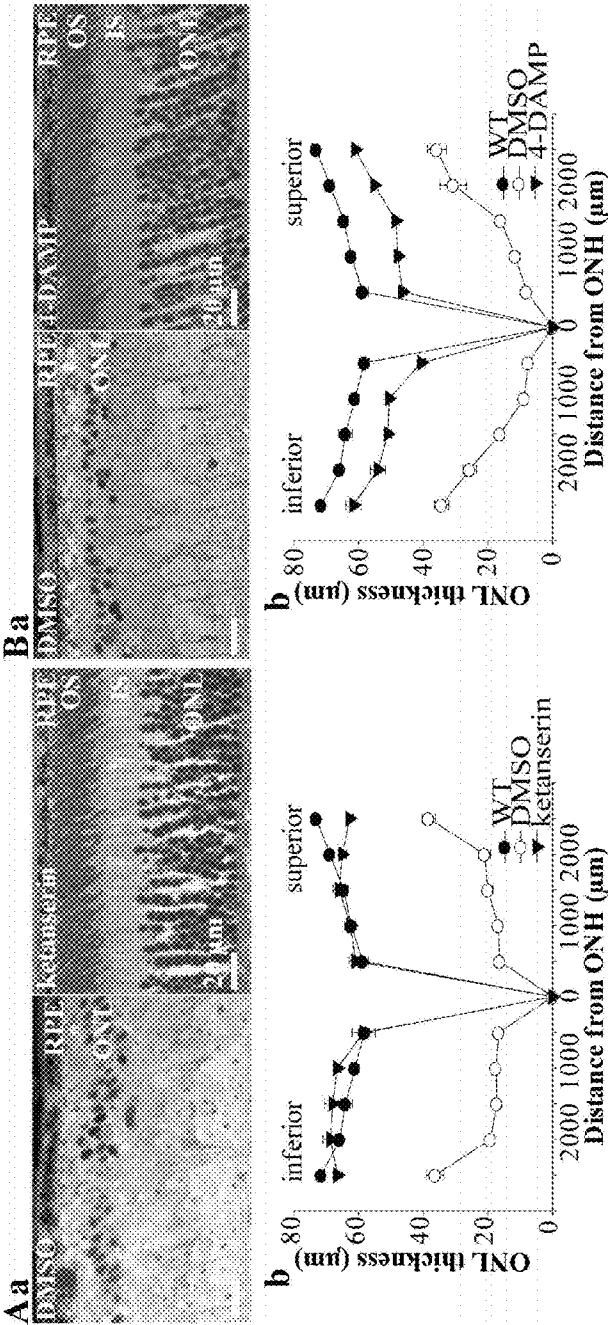 Aa
DMSO
RPE
ONL
ketanserin
RPE
OS
IS
ONL
20 µm
b
80
60
40
20
0
ONL thickness (µm)
inferior
superior
WT
DMSO
ketanserin
2000
1000
0
1000
2000
Distance from ONH (µm)
Ba
DMSO
RPE
ONL
4-DAMP
RPE
OS
IS
ONL
20 µm
b
80
60
40
20
0
ONL thickness (µm)
inferior
superior
WT
DMSO
4-DAMP
2000
1000
0
1000
2000
Distance from ONH (µm)